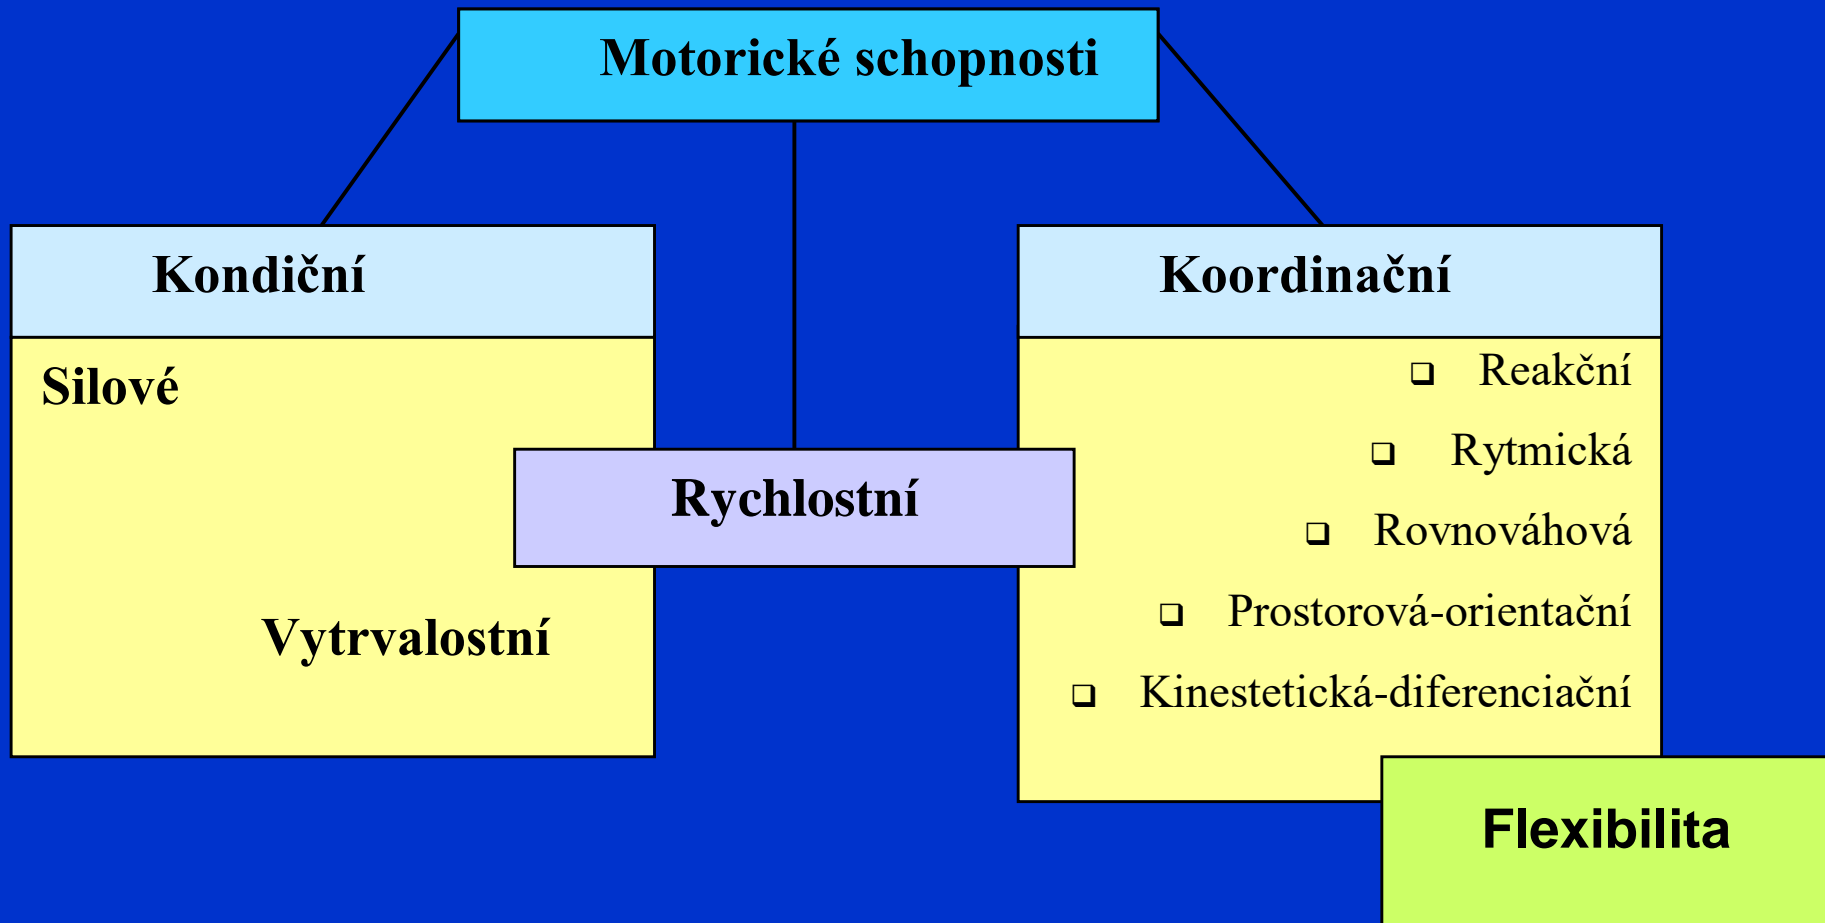 Motorické schopnosti
Kondiční
Silové
Vytrvalostní
Rychlostní
Koordinační
❑ Reakční
❑ Rytmická
❑ Rovnováhová
❑ Prostorová-orientační
❑ Kinestetická-diferenciační
Flexibilita